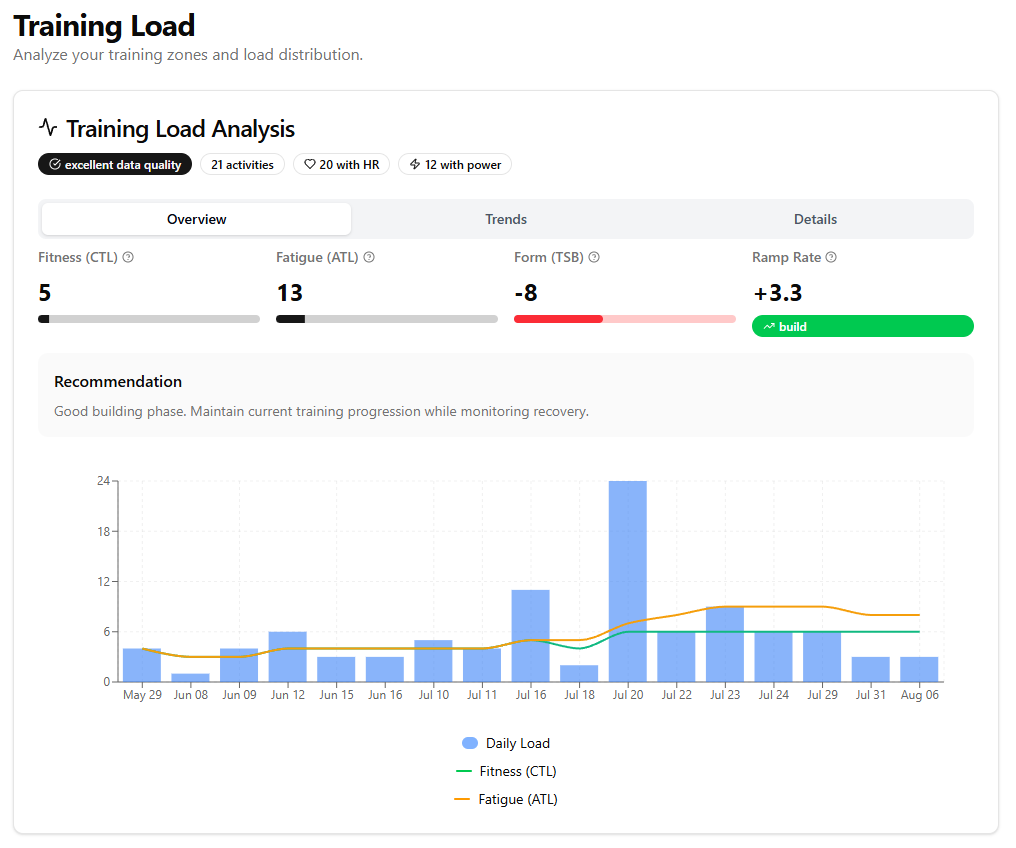 Training Load
Analyze your training zones and load distribution.
Training Load Analysis
excellent data quality 21 activities 20 with HR 12 with power
Overview Trends Details
Fitness (CTL) Fatigue (ATL) Form (TSB) Ramp Rate
5 13 -8 +3.3
build
Recommendation
Good building phase. Maintain current training progression while monitoring recovery.
24
18
12
6
0
May 29 Jun 08 Jun 09 Jun 12 Jun 15 Jun 16 Jul 10 Jul 11 Jul 16 Jul 18 Jul 20 Jul 22 Jul 23 Jul 24 Jul 29 Jul 31 Aug 06
Daily Load
Fitness (CTL)
Fatigue (ATL)